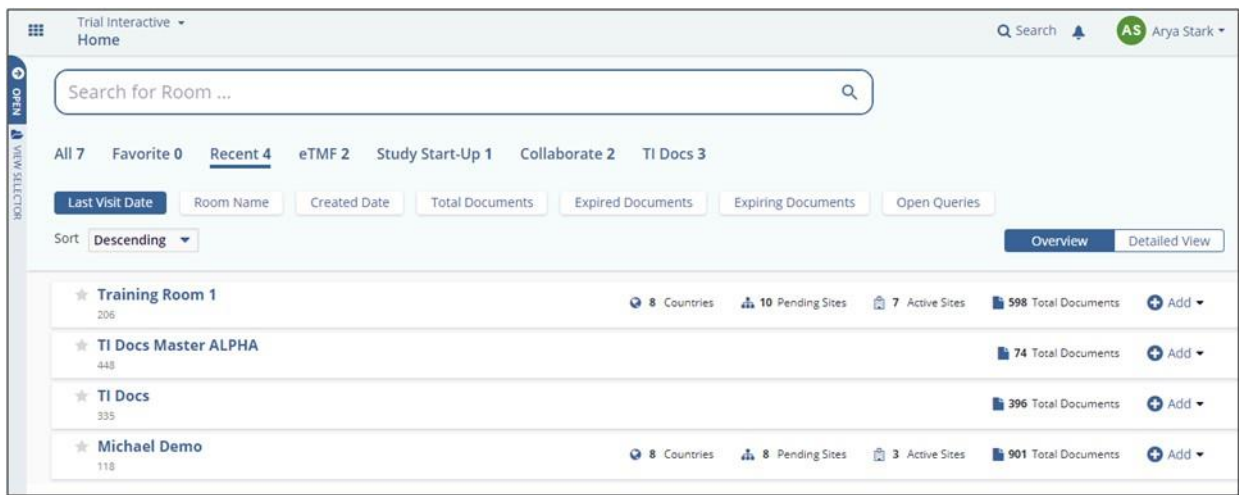 Trial Interactive
Home
Search
AS
Arya Stark
OPEN
VIEW SELECTOR
Search for Room ...
All 7 Favorite 0 Recent 4 eTMF 2 Study Start-Up 1 Collaborate 2 TI Docs 3
Last Visit Date Room Name Created Date Total Documents Expired Documents Expiring Documents Open Queries
Sort Descending Overview Detailed View
Training Room 1 8 Countries 10 Pending Sites 7 Active Sites 598 Total Documents Add
206
TI Docs Master ALPHA 74 Total Documents Add
448
TI Docs 396 Total Documents Add
335
Michael Demo 8 Countries 8 Pending Sites 3 Active Sites 901 Total Documents Add
118